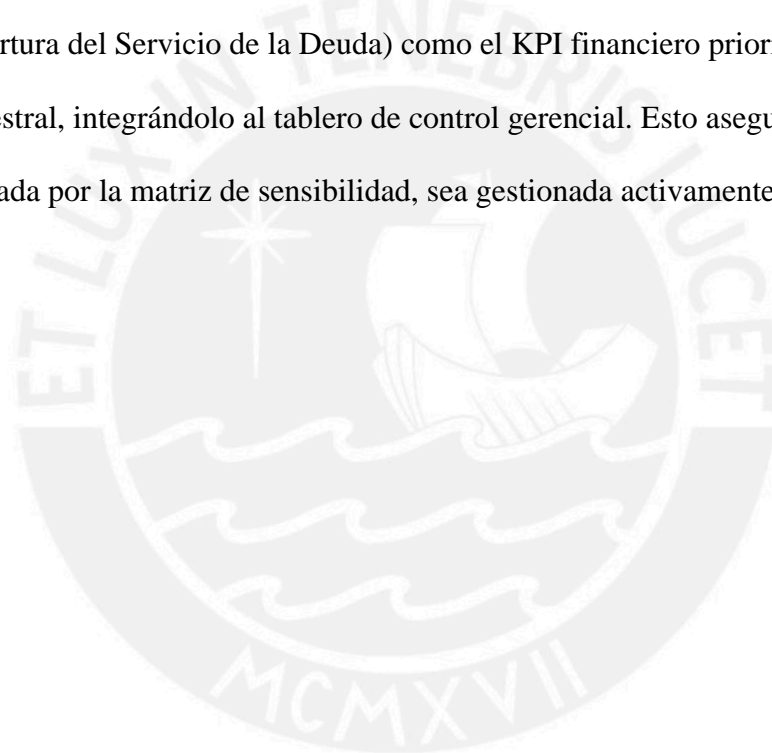 rtura del Servicio de la Deuda) como el KPI financiero priori
estral, integrándolo al tablero de control gerencial. Esto asegu
ada por la matriz de sensibilidad, sea gestionada activamente
ET LUX IN TENEBRIS LUCET
MCMXVII